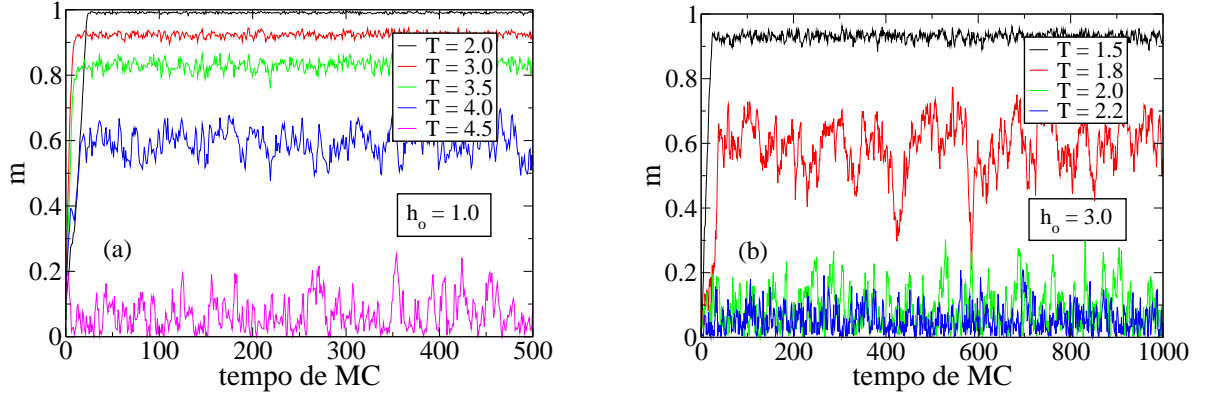 1
0.8
0.6
0.4
0.2
0
m
0 100 200 300 400 500
tempo de MC
T = 2.0
T = 3.0
T = 3.5
T = 4.0
T = 4.5
h_o = 1.0
(a)
1
0.8
0.6
0.4
0.2
0
m
0 200 400 600 800 1000
tempo de MC
T = 1.5
T = 1.8
T = 2.0
T = 2.2
h_o = 3.0
(b)